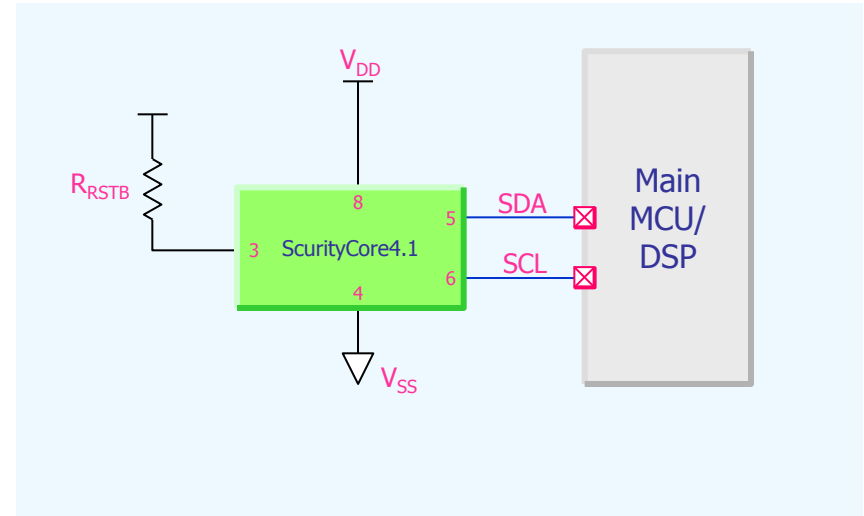 VDD
RRSTB
8
5
SDA
Main
MCU/
DSP
3
ScurityCore4.1
6
SCL
4
VSS